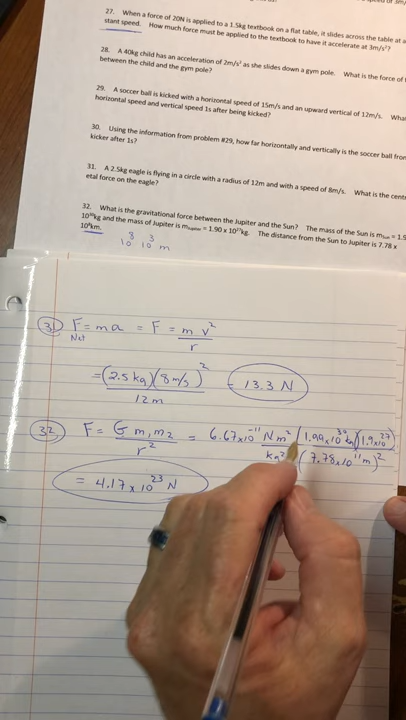 27. When a force of 20N is applied to a 1.5kg textbook on a flat table, it slides across the table at a
stant speed. How much force must be applied to the textbook to have it accelerate at 3m/s²?
28. A 40kg child has an acceleration of 2m/s² as she slides down a gym pole. What is the force of
between the child and the gym pole?
29. A soccer ball is kicked with a horizontal speed of 15m/s and an upward vertical of 12m/s.
horizontal speed and vertical speed 1s after being kicked?
30. Using the information from problem #29, how far horizontally and vertically is the soccer ball from
kicker after 1s?
31. A 2.5kg eagle is flying in a circle with a radius of 12m and with a speed of 8m/s. What is the
etal force on the eagle?
32. What is the gravitational force between the Jupiter and the Sun? The mass of the Sun is
10³⁰kg and the mass of Jupiter is = 1.90 x 10²⁷kg. The distance from the Sun to Jupiter is 7.78 x
10⁸km.
10⁸ 10³ m
31 F = ma = F = m v²
Net r
= (2.5 kg)(8 m/s)² = 13.3 N
12 m
32 F = G m₁ m₂ = 6.67x10⁻¹¹ Nm² (1.99x10³⁰ kg)(1.9x10²⁷)
r² kg² (7.78x10¹¹ m)²
= 4.17x10²³ N